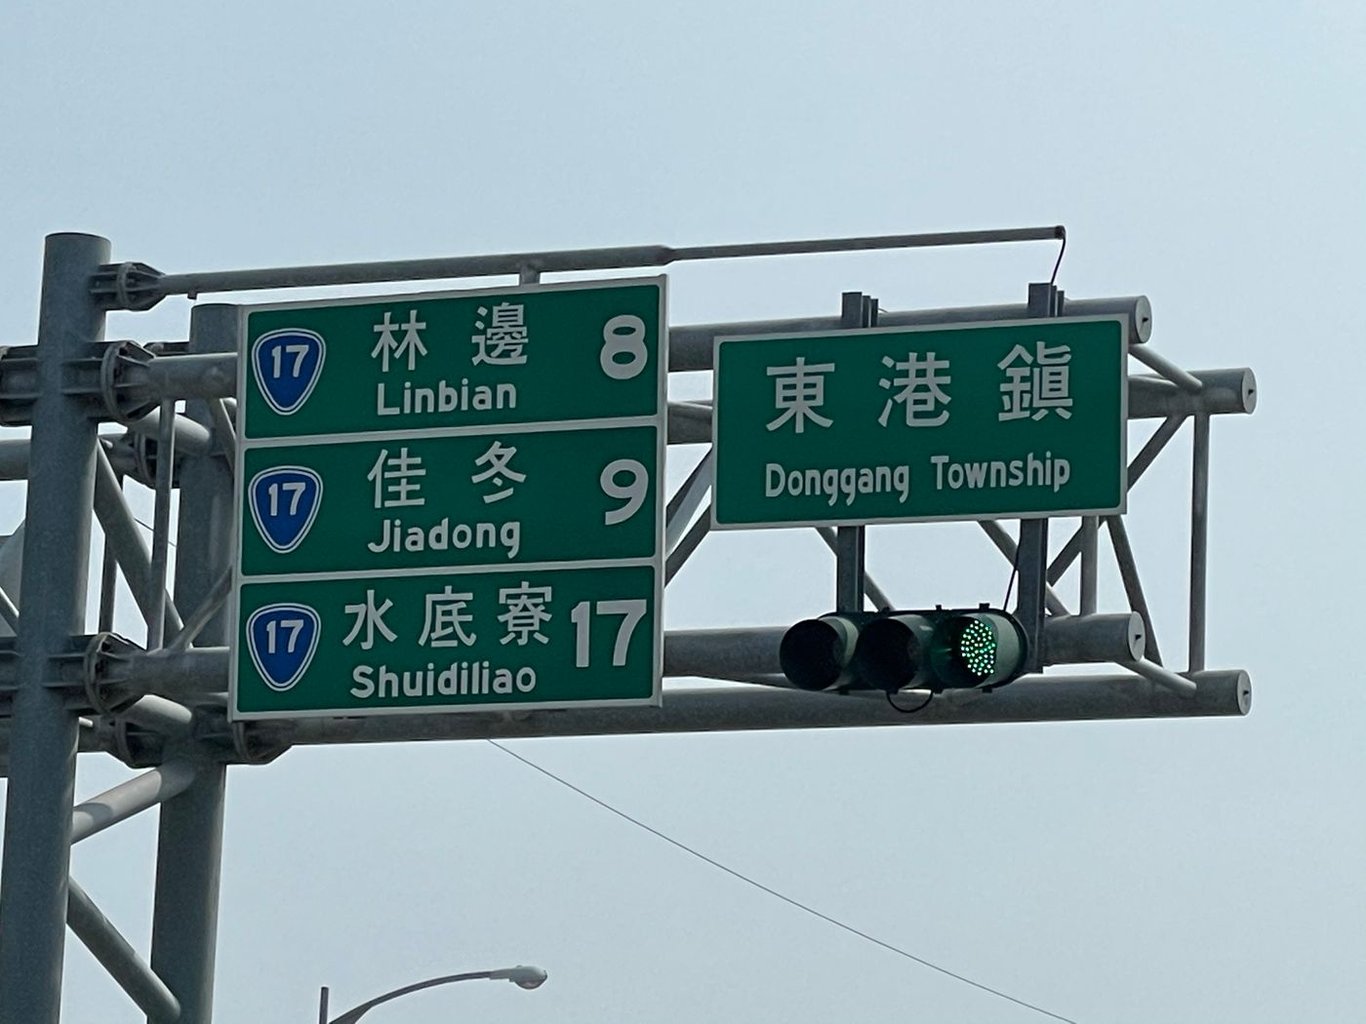 17 林邊 8
Linbian
17 佳冬 9
Jiadong
17 水底寮 17
Shuidiliao
東港鎭
Donggang Township